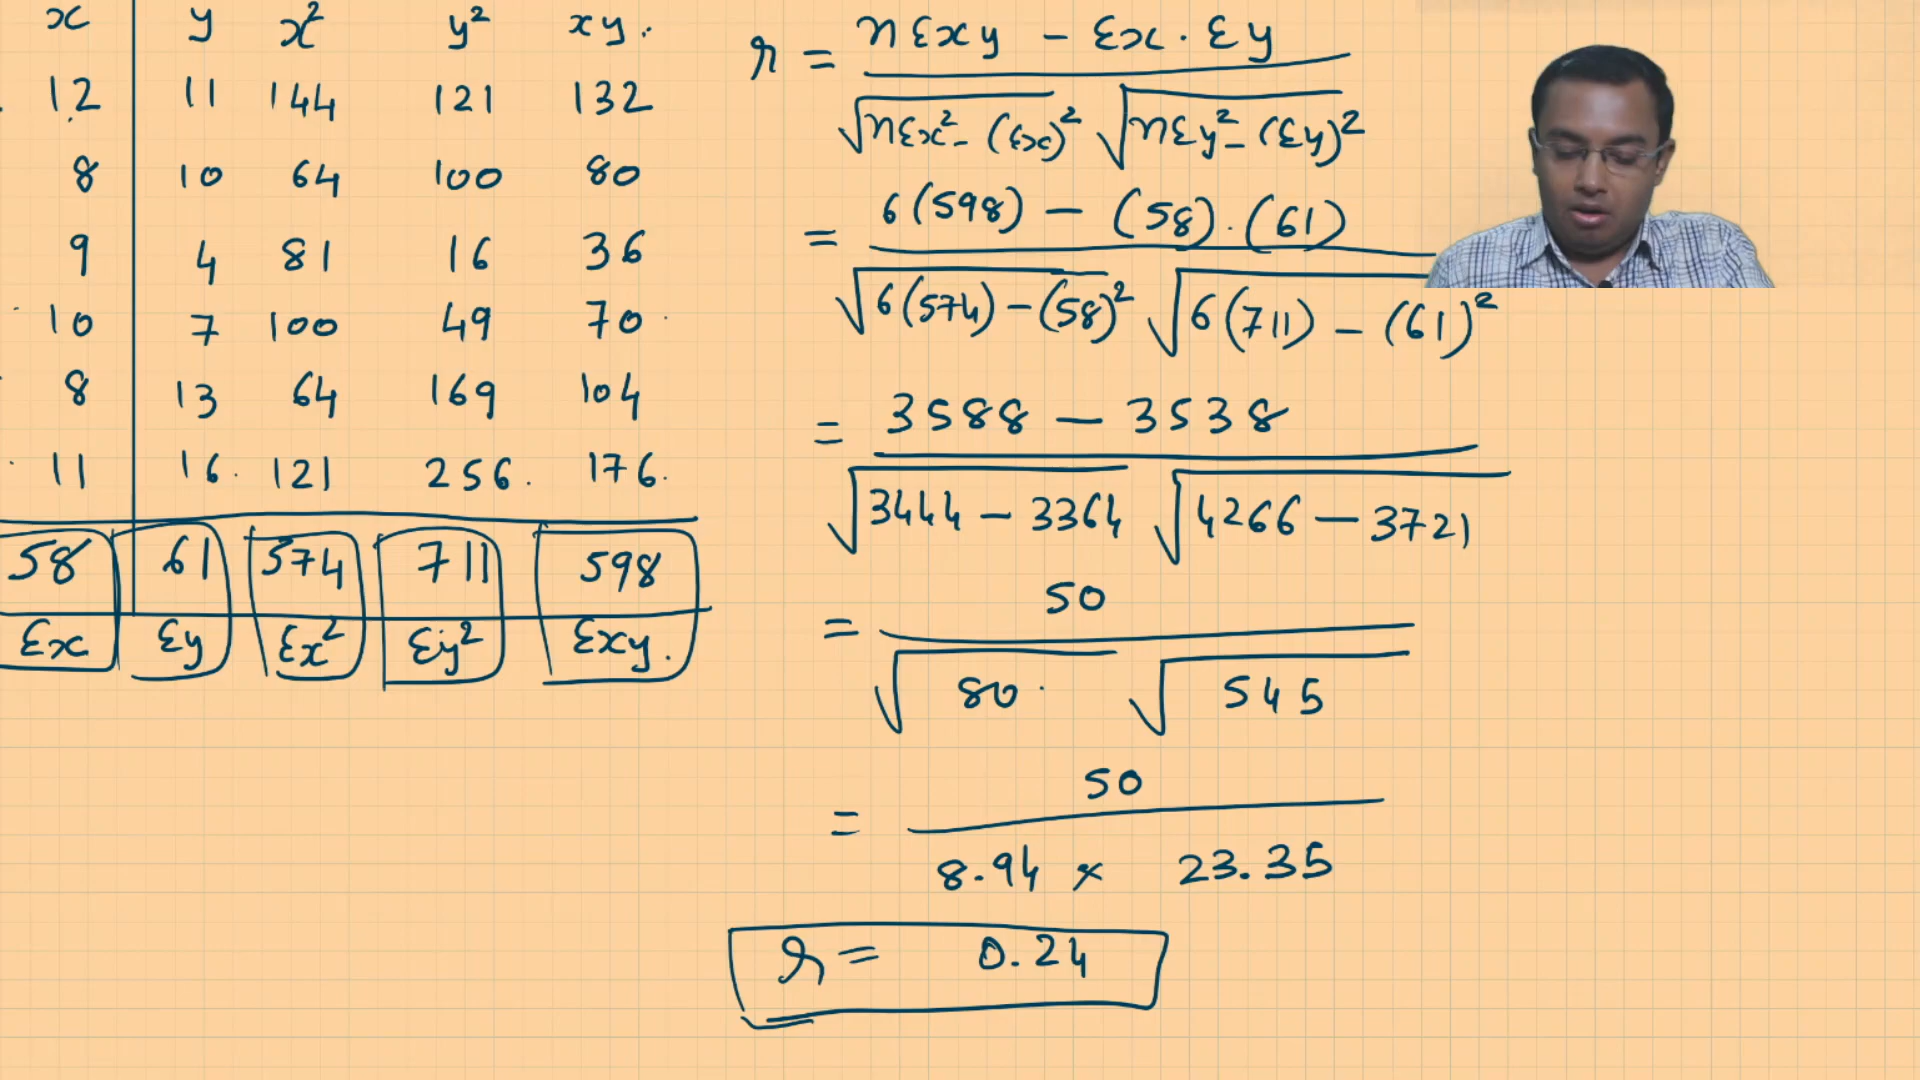 x y x² y² xy.
12 11 144 121 132
8 10 64 100 80
9 4 81 16 36
10 7 100 49 70
8 13 64 169 104
11 16 121 256 176
58 61 574 711 598
Σx Σy Σx² Σy² Σxy.
r = nΣxy - Σx · Σy
√nΣx² - (Σx)² √nΣy² - (Σy)²
= 6(598) - (58) · (61)
√6(574) - (58)² √6(711) - (61)²
= 3588 - 3538
√3444 - 3364 √4266 - 3721
= 50
√80 √545
= 50
8.94 × 23.35
r = 0.24